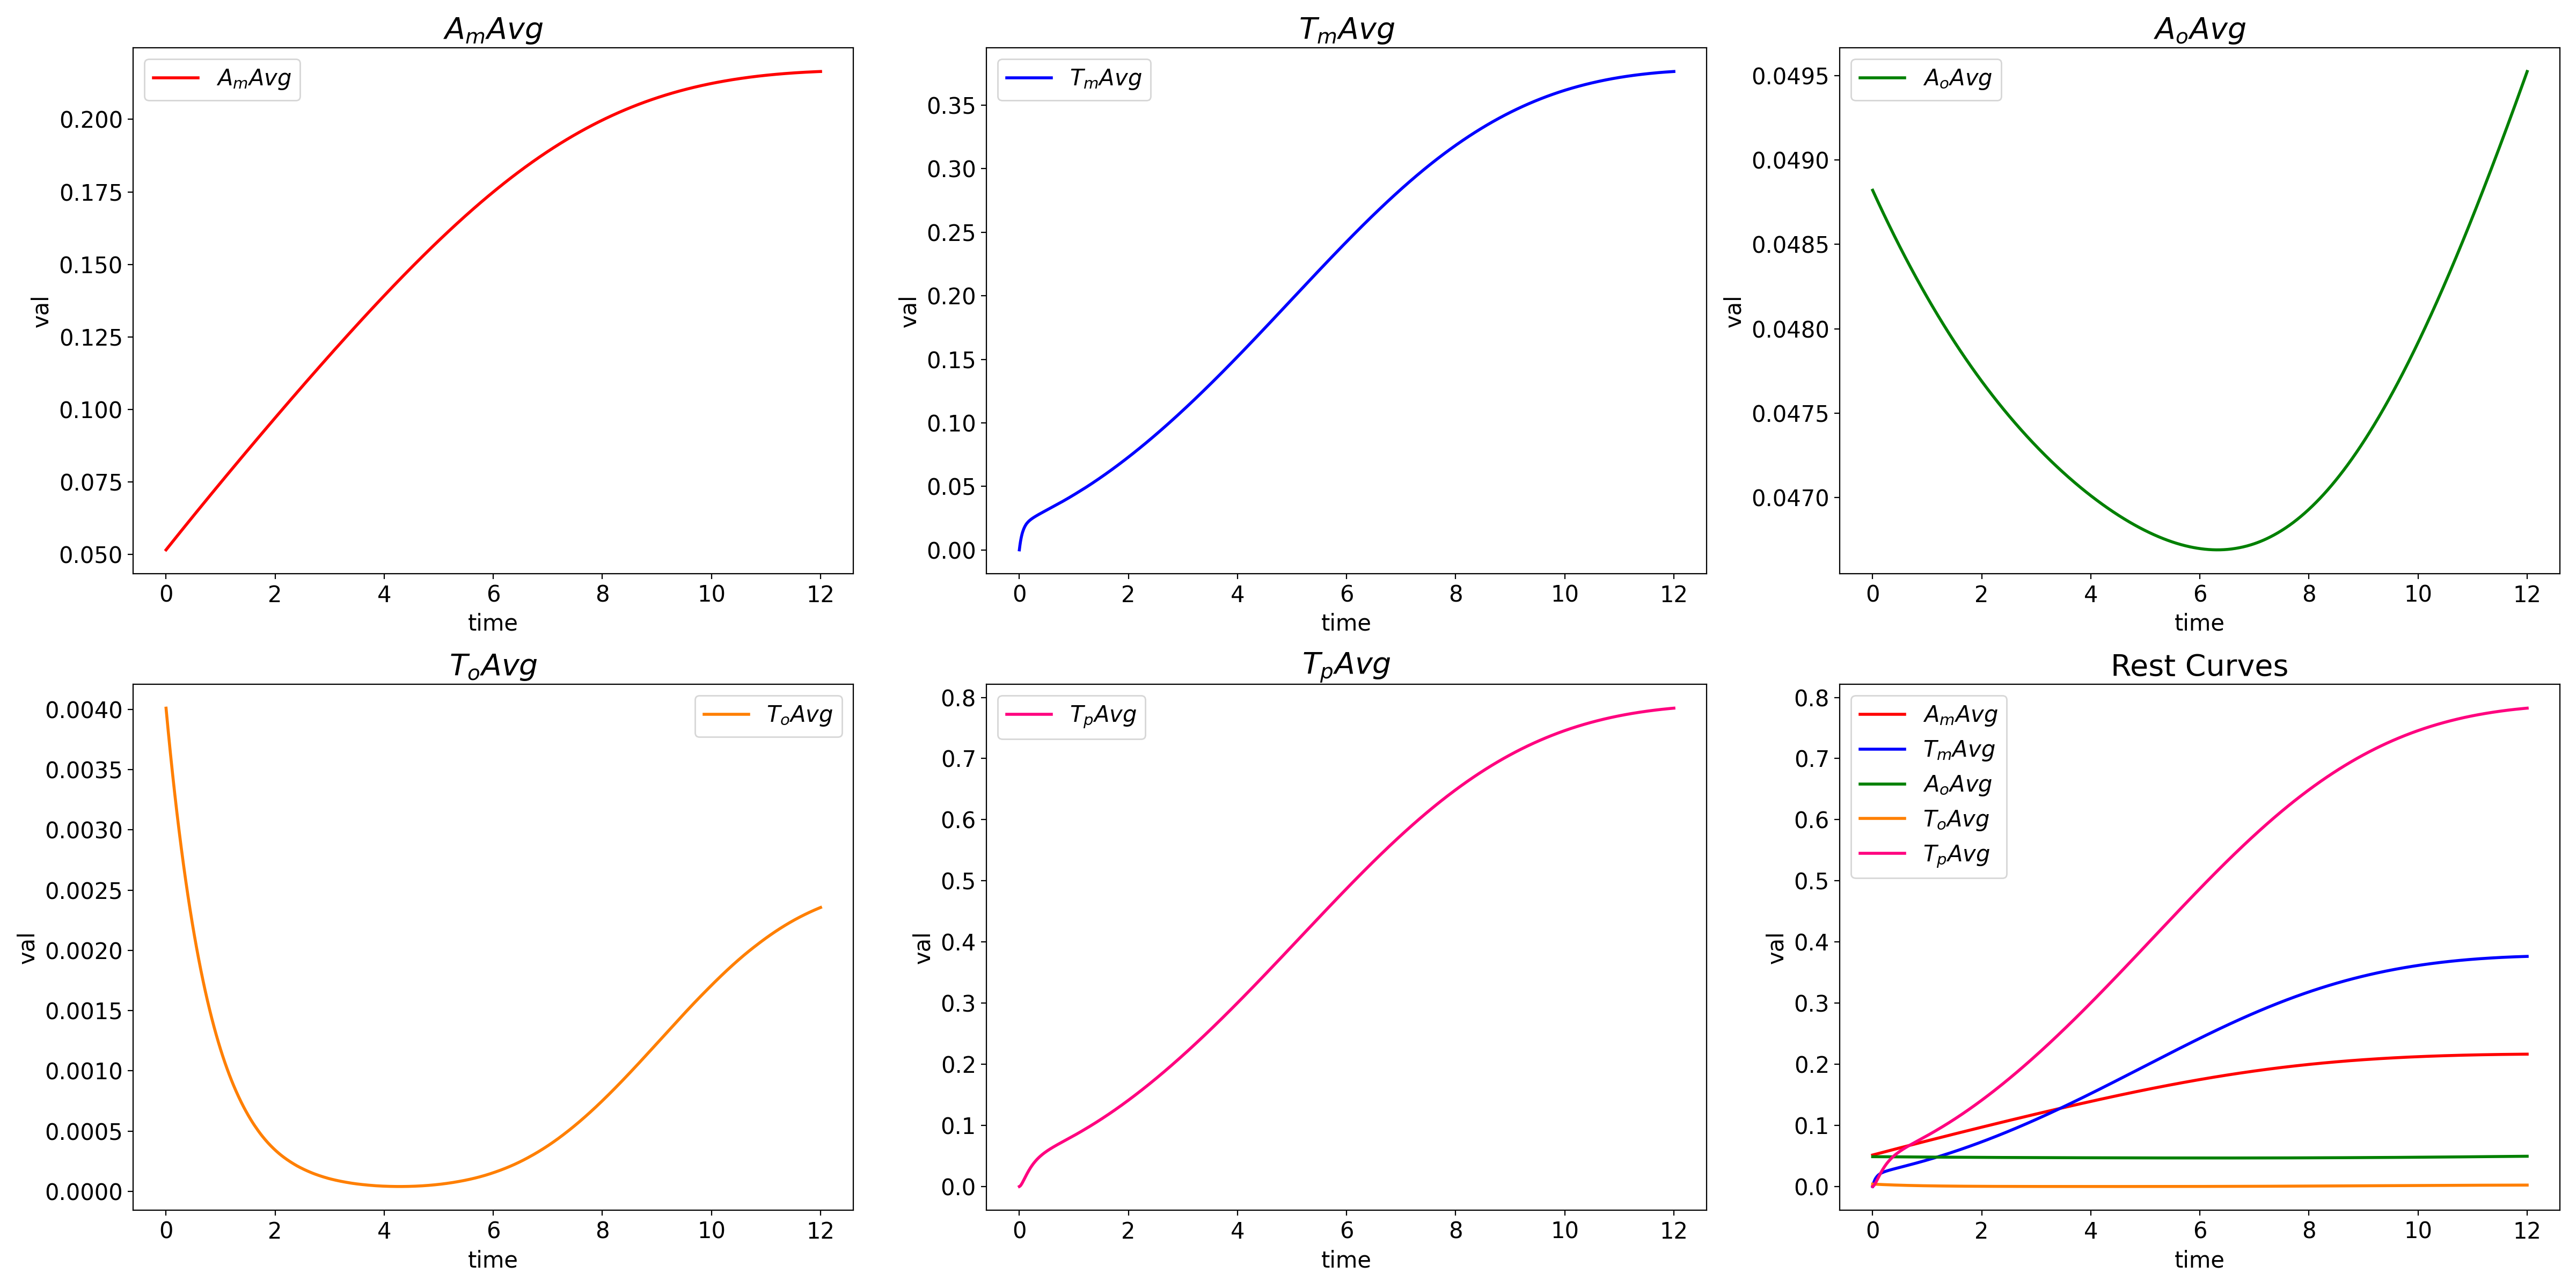 A_mAvg
A_mAvg
0.200
0.175
0.150
0.125
0.100
0.075
0.050
val
0 2 4 6 8 10 12
time
T_mAvg
T_mAvg
0.35
0.30
0.25
0.20
0.15
0.10
0.05
0.00
val
0 2 4 6 8 10 12
time
A_oAvg
A_oAvg
0.0495
0.0490
0.0485
0.0480
0.0475
0.0470
val
0 2 4 6 8 10 12
time
T_oAvg
T_oAvg
0.0040
0.0035
0.0030
0.0025
0.0020
0.0015
0.0010
0.0005
0.0000
val
0 2 4 6 8 10 12
time
T_pAvg
T_pAvg
0.8
0.7
0.6
0.5
0.4
0.3
0.2
0.1
0.0
val
0 2 4 6 8 10 12
time
Rest Curves
A_mAvg
T_mAvg
A_oAvg
T_oAvg
T_pAvg
0.8
0.7
0.6
0.5
0.4
0.3
0.2
0.1
0.0
val
0 2 4 6 8 10 12
time